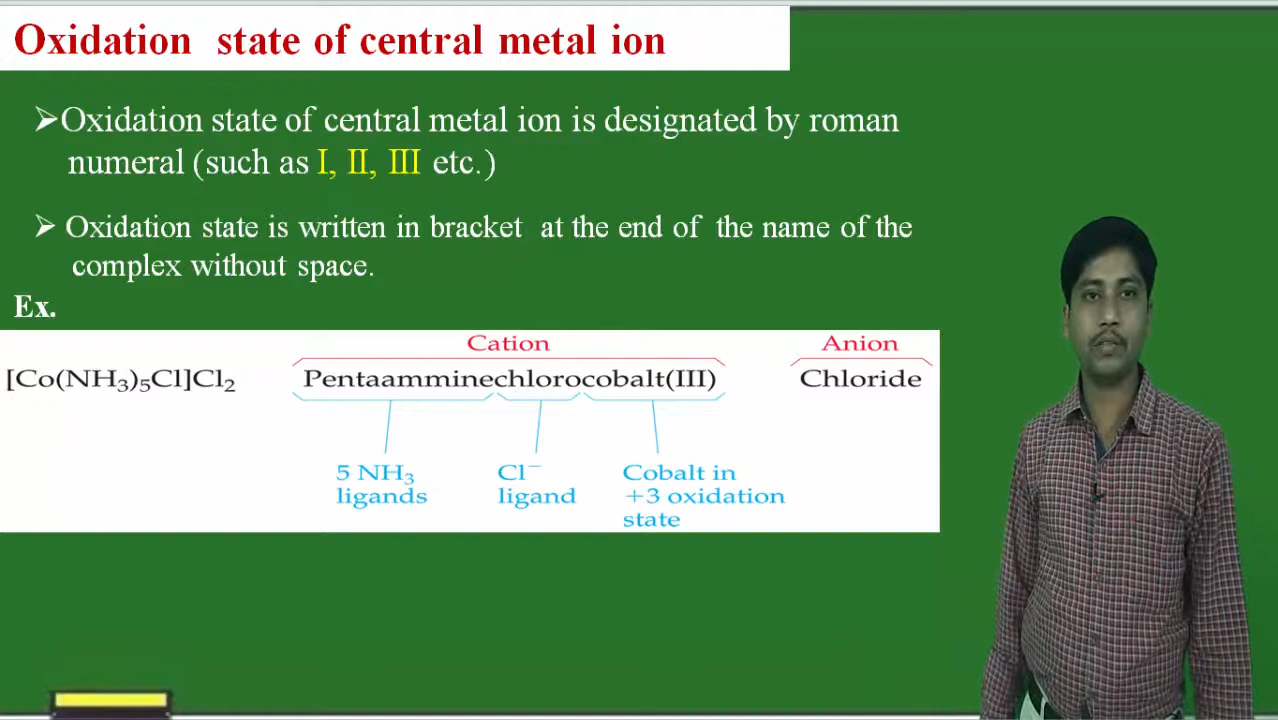 Oxidation state of central metal ion
➢Oxidation state of central metal ion is designated by roman
numeral (such as I, II, III etc.)
➢ Oxidation state is written in bracket at the end of the name of the
complex without space.
Ex.
Cation Anion
[Co(NH₃)₅Cl]Cl₂ Pentaamminechlorocobalt(III) Chloride
5 NH₃ Cl⁻ Cobalt in
ligands ligand +3 oxidation
state